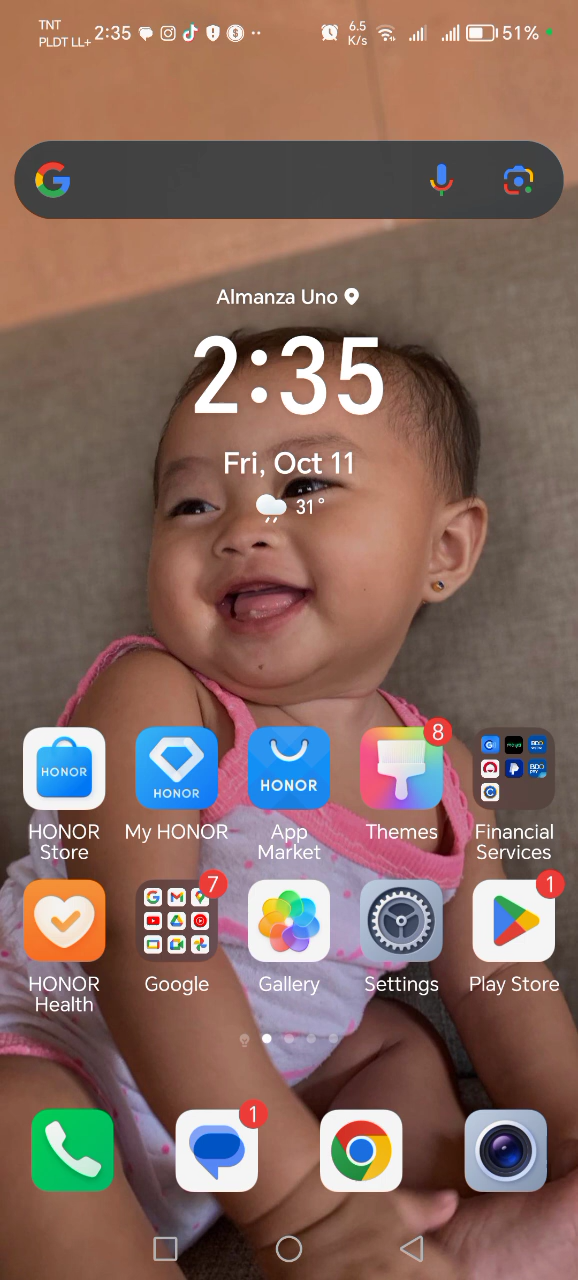 TNT
PLDT LL+
2:35
6.5
K/s
51%
Almanza Uno
2:35
Fri, Oct 11
31°
8
HONOR
HONOR
HONOR
HONOR
Store
My HONOR
App
Market
Themes
Financial
Services
7
1
HONOR
Health
Google
Gallery
Settings
Play Store
1